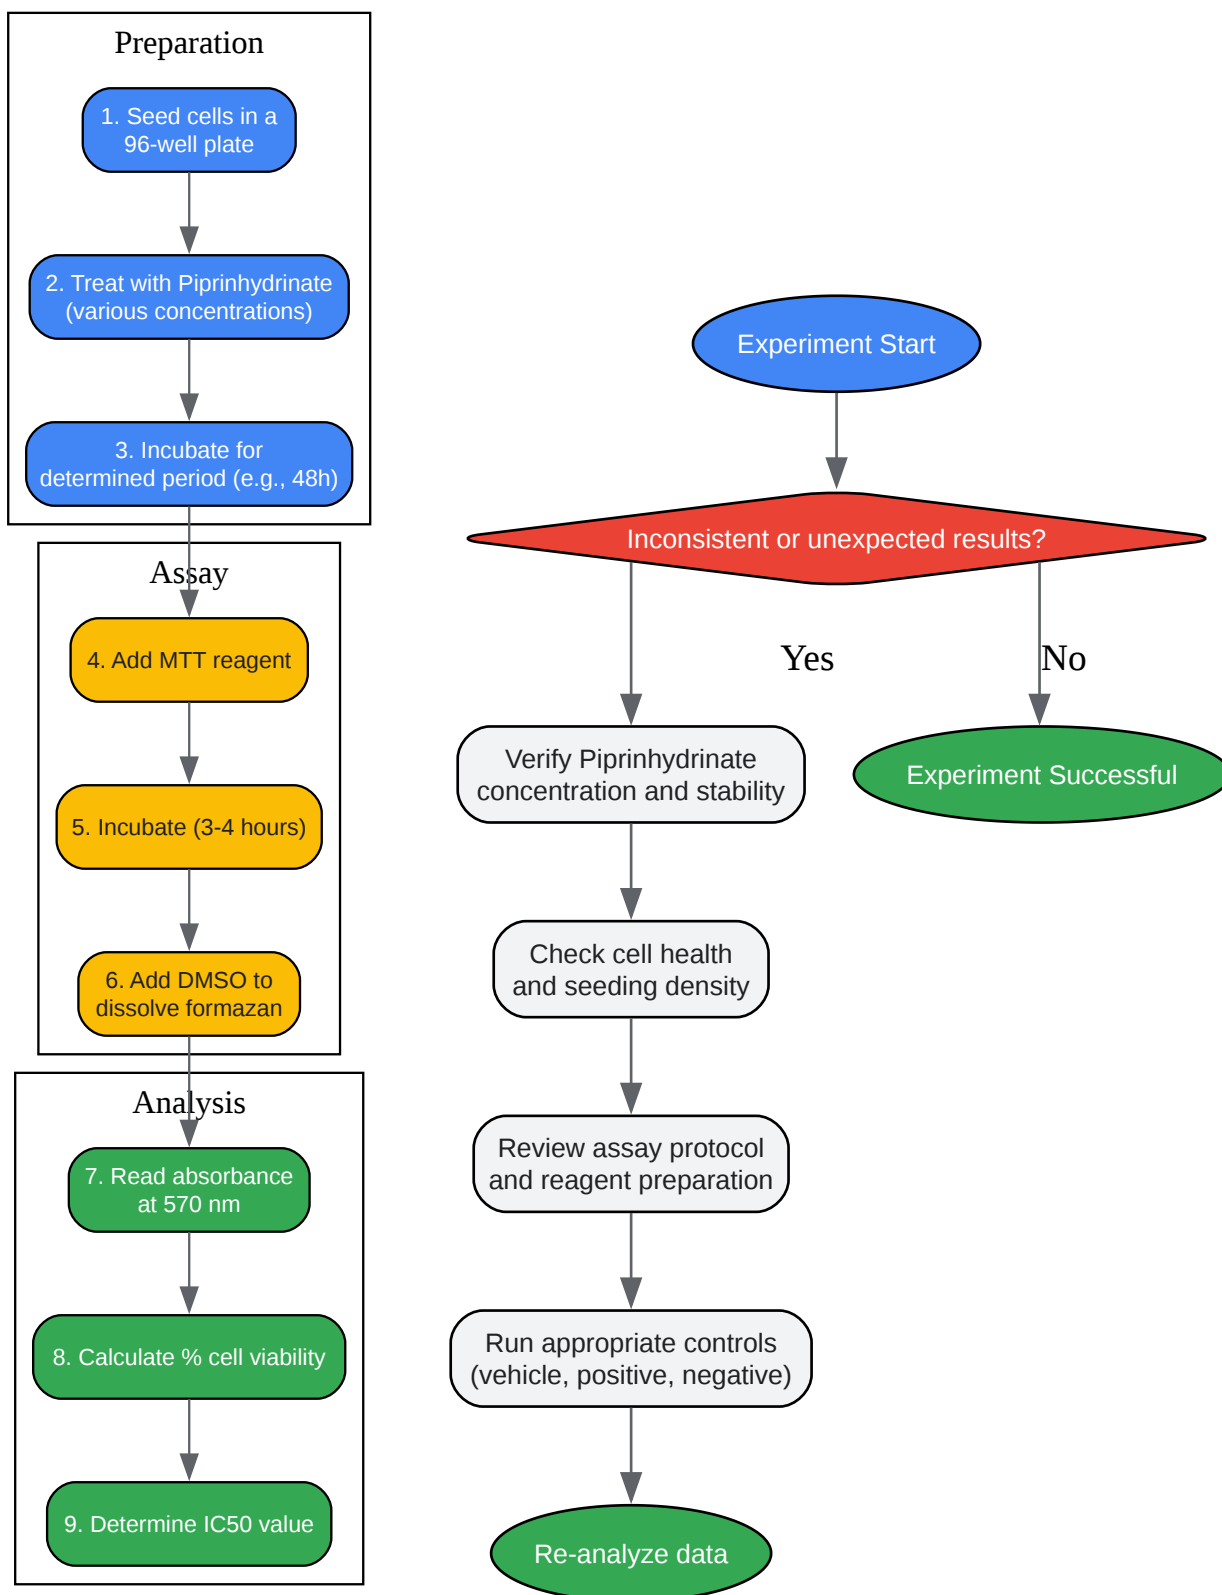 Preparation
1. Seed cells in a
96-well plate
2. Treat with Piprinhydrinate
(various concentrations)
3. Incubate for
determined period (e.g., 48h)
Assay
4. Add MTT reagent
5. Incubate (3-4 hours)
6. Add DMSO to
dissolve formazan
Analysis
7. Read absorbance
at 570 nm
8. Calculate % cell viability
9. Determine IC50 value
Experiment Start
Inconsistent or unexpected results?
Yes
No
Verify Piprinhydrinate
concentration and stability
Experiment Successful
Check cell health
and seeding density
Review assay protocol
and reagent preparation
Run appropriate controls
(vehicle, positive, negative)
Re-analyze data